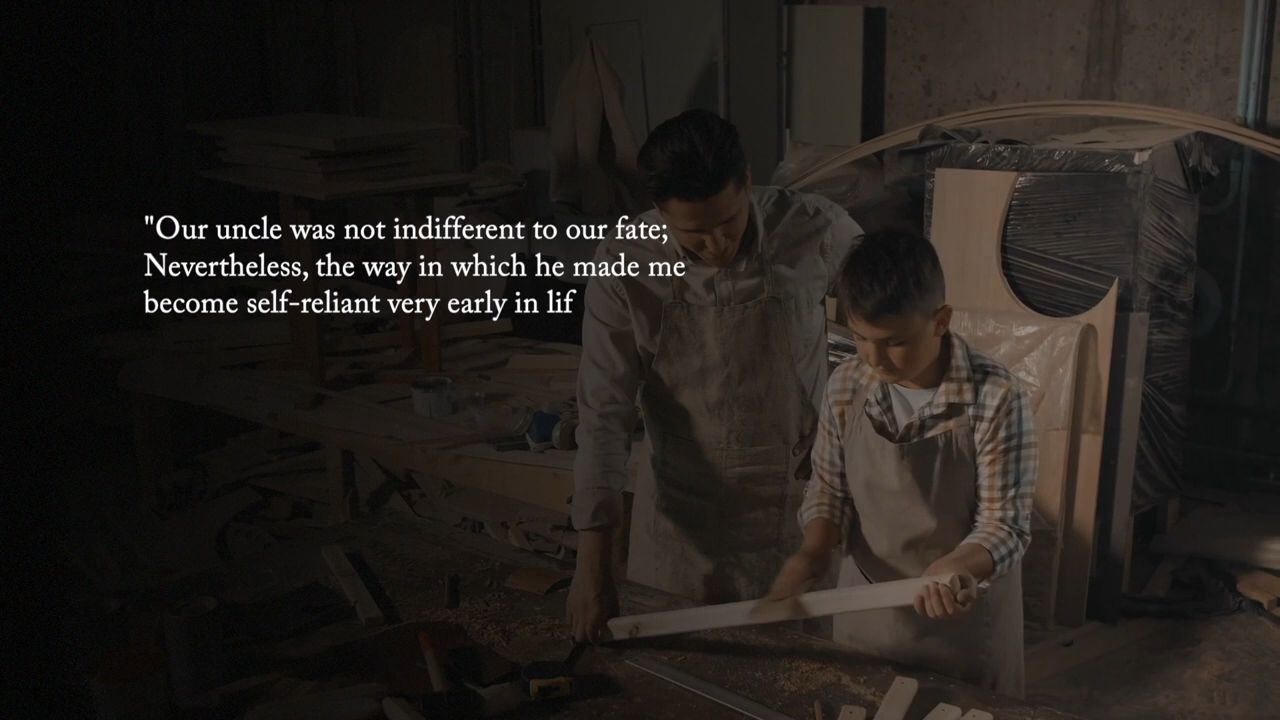 "Our uncle was not indifferent to our fate;
Nevertheless, the way in which he made me
become self-reliant very early in lif